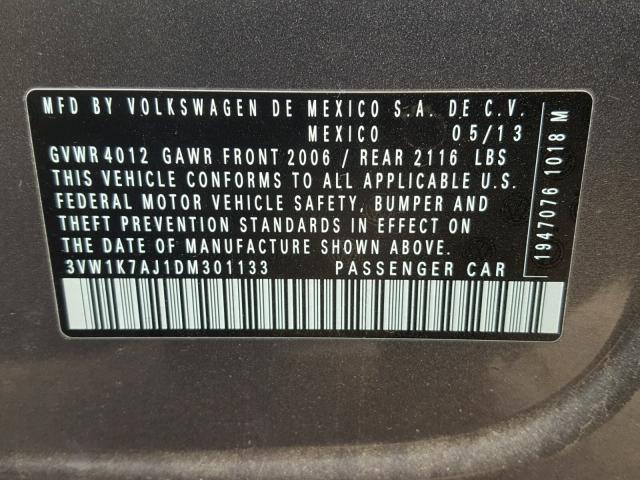 MFD BY VOLKSWAGEN DE MEXICO S.A. DE C.V.
MEXICO 05/13
GVWR 4012 GAWR FRONT 2006 / REAR 2116 LBS
THIS VEHICLE CONFORMS TO ALL APPLICABLE U.S.
FEDERAL MOTOR VEHICLE SAFETY, BUMPER AND
THEFT PREVENTION STANDARDS IN EFFECT ON
THE DATE OF MANUFACTURE SHOWN ABOVE.
3VW1K7AJ1DM301133 PASSENGER CAR
1947076 1018 M